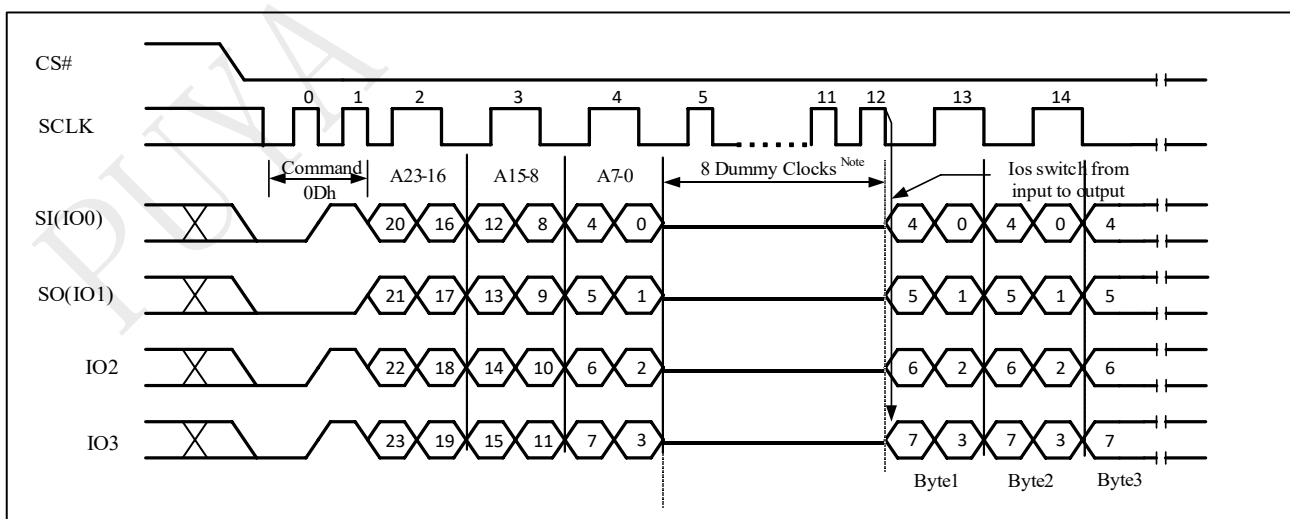 PUYA
CS#
SCLK
0 1 2 3 4 5 11 12 13 14
Command
0Dh
A23-16 A15-8 A7-0
8 Dummy Clocks Note
Ios switch from
input to output
SI(IO0)
20 16 12 8 4 0 4 0 4 0 4
SO(IO1)
21 17 13 9 5 1 5 1 5 1 5
IO2
22 18 14 10 6 2 6 2 6 2 6
IO3
23 19 15 11 7 3 7 3 7 3 7
Byte1 Byte2 Byte3